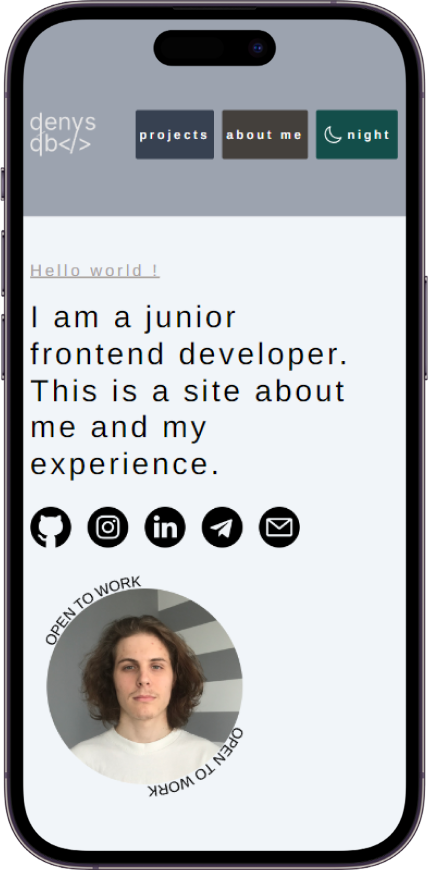 denys
db</>
projects
about me
night
Hello world !
I am a junior
frontend developer.
This is a site about
me and my
experience.
in
OPEN TO WORK
OPEN TO WORK